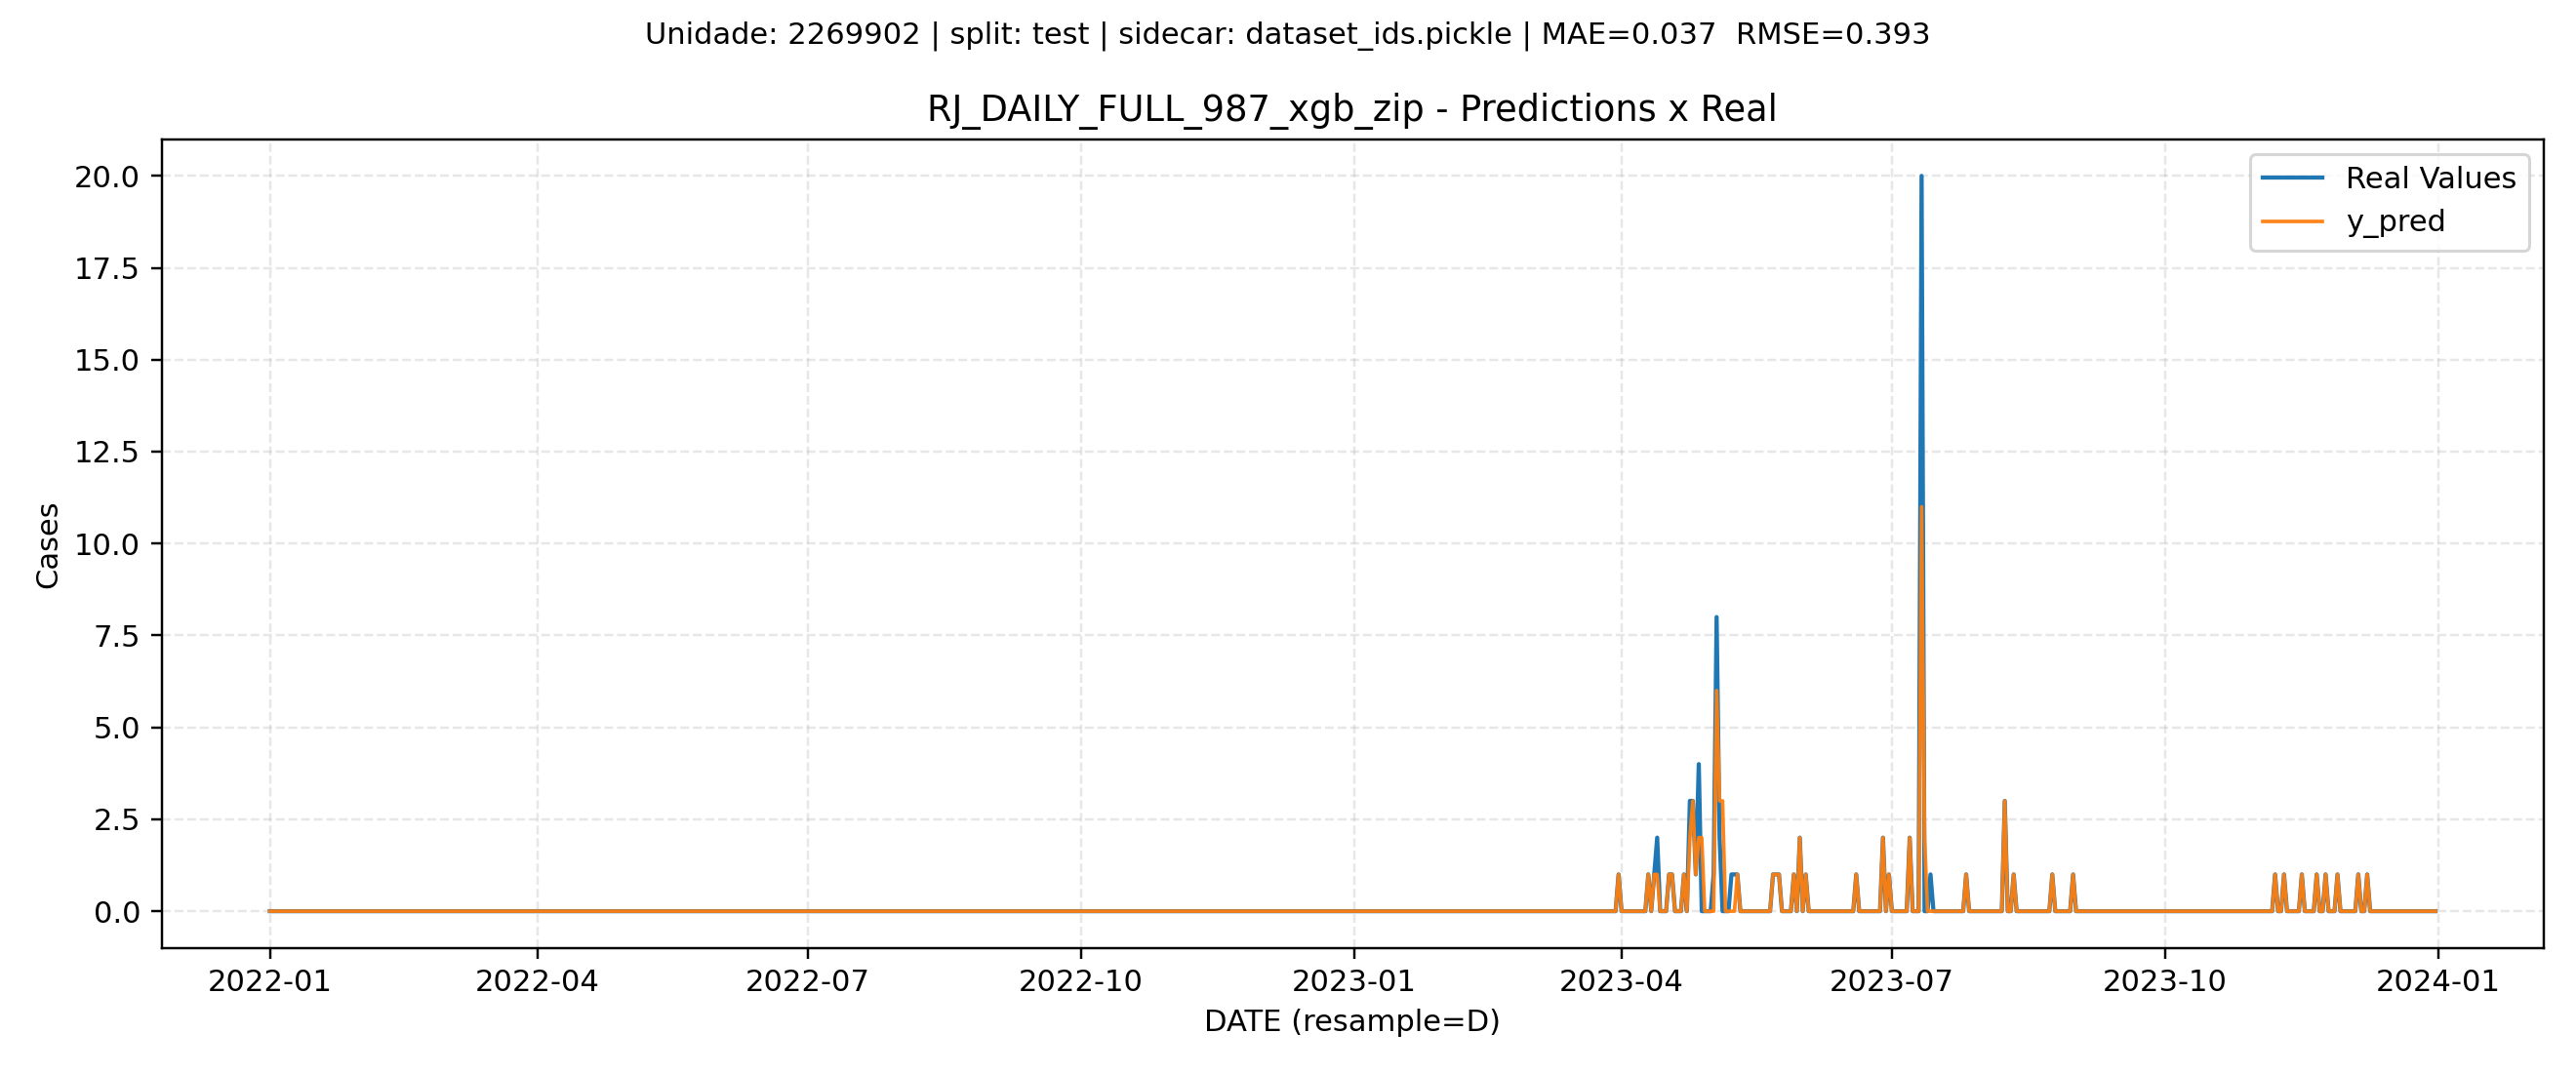 Unidade: 2269902 | split: test | sidecar: dataset_ids.pickle | MAE=0.037  RMSE=0.393
RJ_DAILY_FULL_987_xgb_zip - Predictions x Real
Real Values
y_pred
20.0
17.5
15.0
12.5
10.0
7.5
5.0
2.5
0.0
Cases
2022-01 2022-04 2022-07 2022-10 2023-01 2023-04 2023-07 2023-10 2024-01
DATE (resample=D)